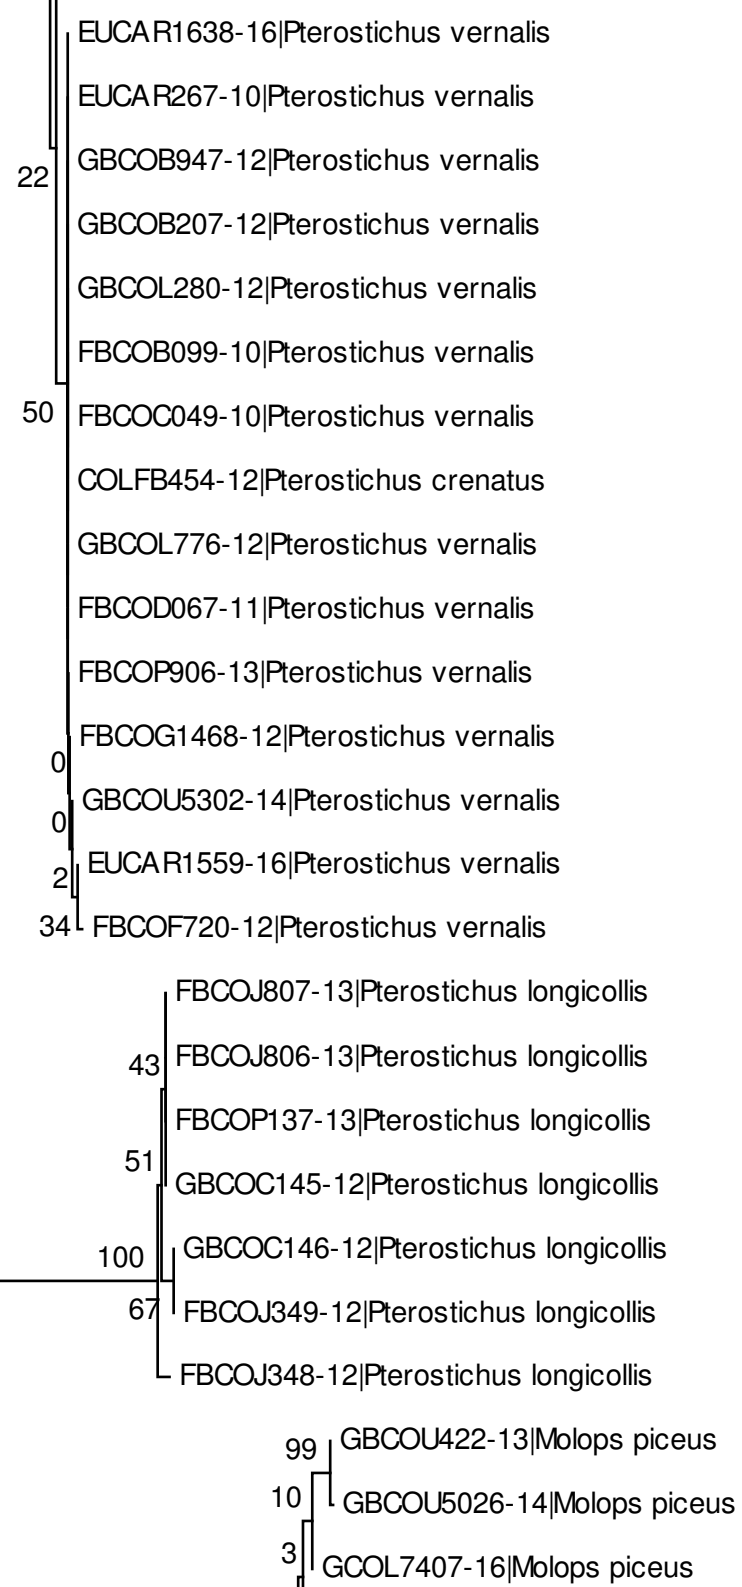 EUCAR1638-16|Pterostichus vernalis
EUCAR267-10|Pterostichus vernalis
GBCOB947-12|Pterostichus vernalis
22
GBCOB207-12|Pterostichus vernalis
GBCOL280-12|Pterostichus vernalis
FBCOB099-10|Pterostichus vernalis
50
FBCOC049-10|Pterostichus vernalis
COLFB454-12|Pterostichus crenatus
GBCOL776-12|Pterostichus vernalis
FBCOD067-11|Pterostichus vernalis
FBCOP906-13|Pterostichus vernalis
FBCOG1468-12|Pterostichus vernalis
0
GBCOU5302-14|Pterostichus vernalis
0
EUCAR1559-16|Pterostichus vernalis
2
34
FBCOF720-12|Pterostichus vernalis
FBCOJ807-13|Pterostichus longicollis
43
FBCOJ806-13|Pterostichus longicollis
FBCOP137-13|Pterostichus longicollis
51
GBCOC145-12|Pterostichus longicollis
100
GBCOC146-12|Pterostichus longicollis
67
FBCOJ349-12|Pterostichus longicollis
FBCOJ348-12|Pterostichus longicollis
99
GBCOU422-13|Molops piceus
10
GBCOU5026-14|Molops piceus
3
GCOL7407-16|Molops piceus